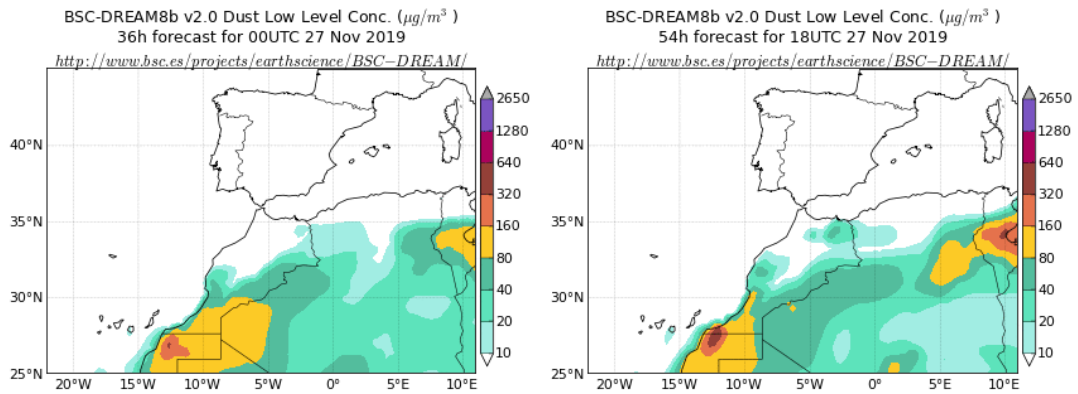 BSC-DREAM8b v2.0 Dust Low Level Conc. (μg/m³ )
36h forecast for 00UTC 27 Nov 2019
http://www.bsc.es/projects/earthscience/BSC−DREAM/
40°N
35°N
30°N
25°N
20°W
15°W
10°W
5°W
0°
5°E
10°E
2650
1280
640
320
160
80
40
20
10
BSC-DREAM8b v2.0 Dust Low Level Conc. (μg/m³ )
54h forecast for 18UTC 27 Nov 2019
http://www.bsc.es/projects/earthscience/BSC−DREAM/
40°N
35°N
30°N
25°N
20°W
15°W
10°W
5°W
0°
5°E
10°E
2650
1280
640
320
160
80
40
20
10